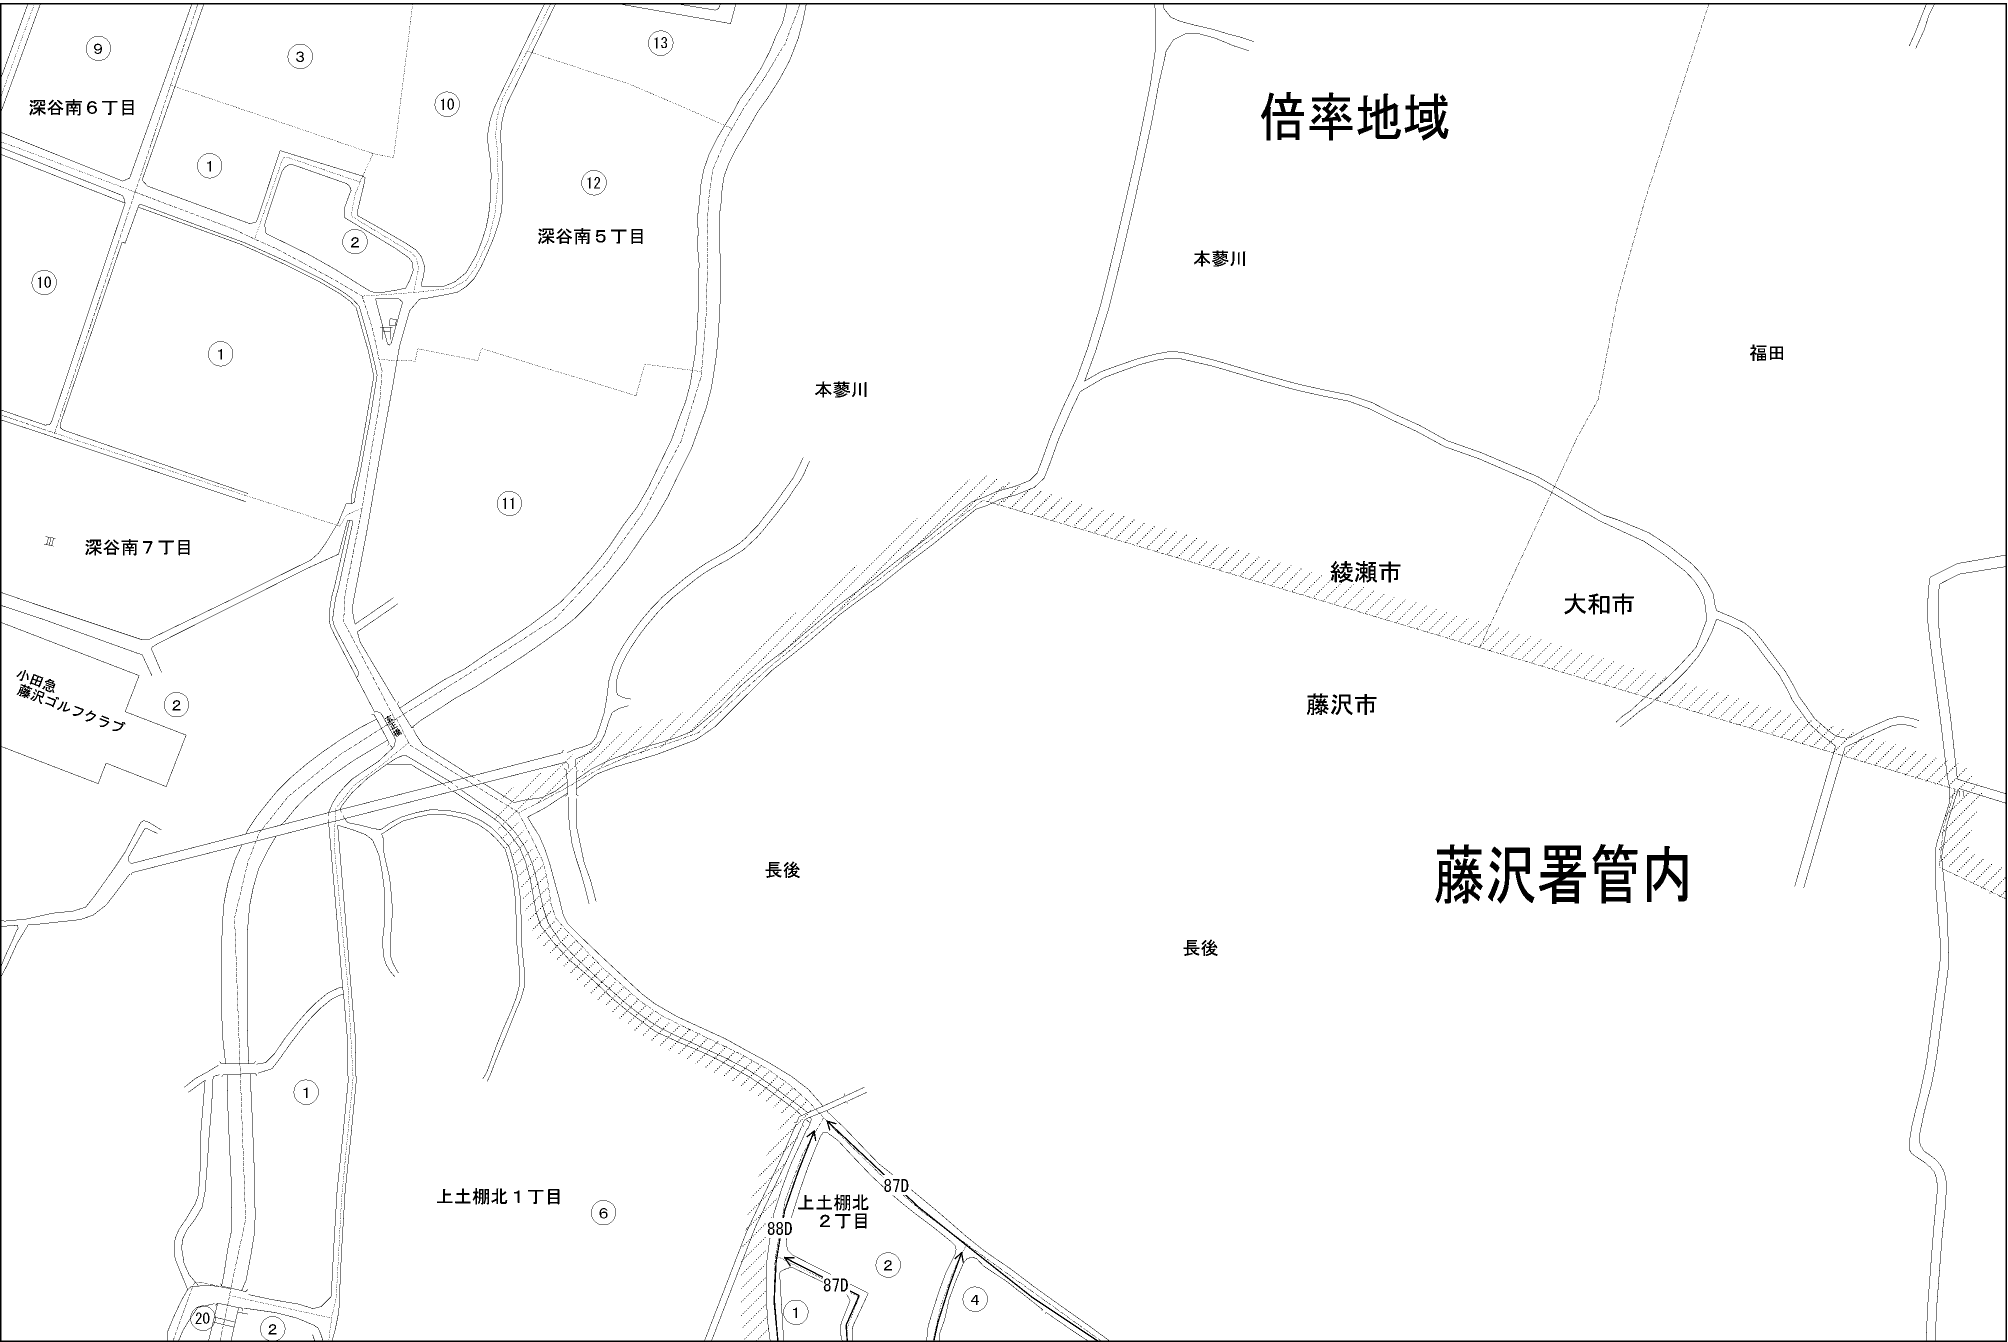 ⑨
③
⑬
⑩
倍率地域
深谷南６丁目
①
⑫
深谷南５丁目
②
本蓼川
⑩
①
福田
本蓼川
⑪
深谷南７丁目
綾瀬市
大和市
小田急
藤沢ゴルフクラブ
②
藤沢市
長後
藤沢署管内
長後
①
上土棚北１丁目
⑥
87D
上土棚北
２丁目
88D
②
87D
①
④
⑳
②